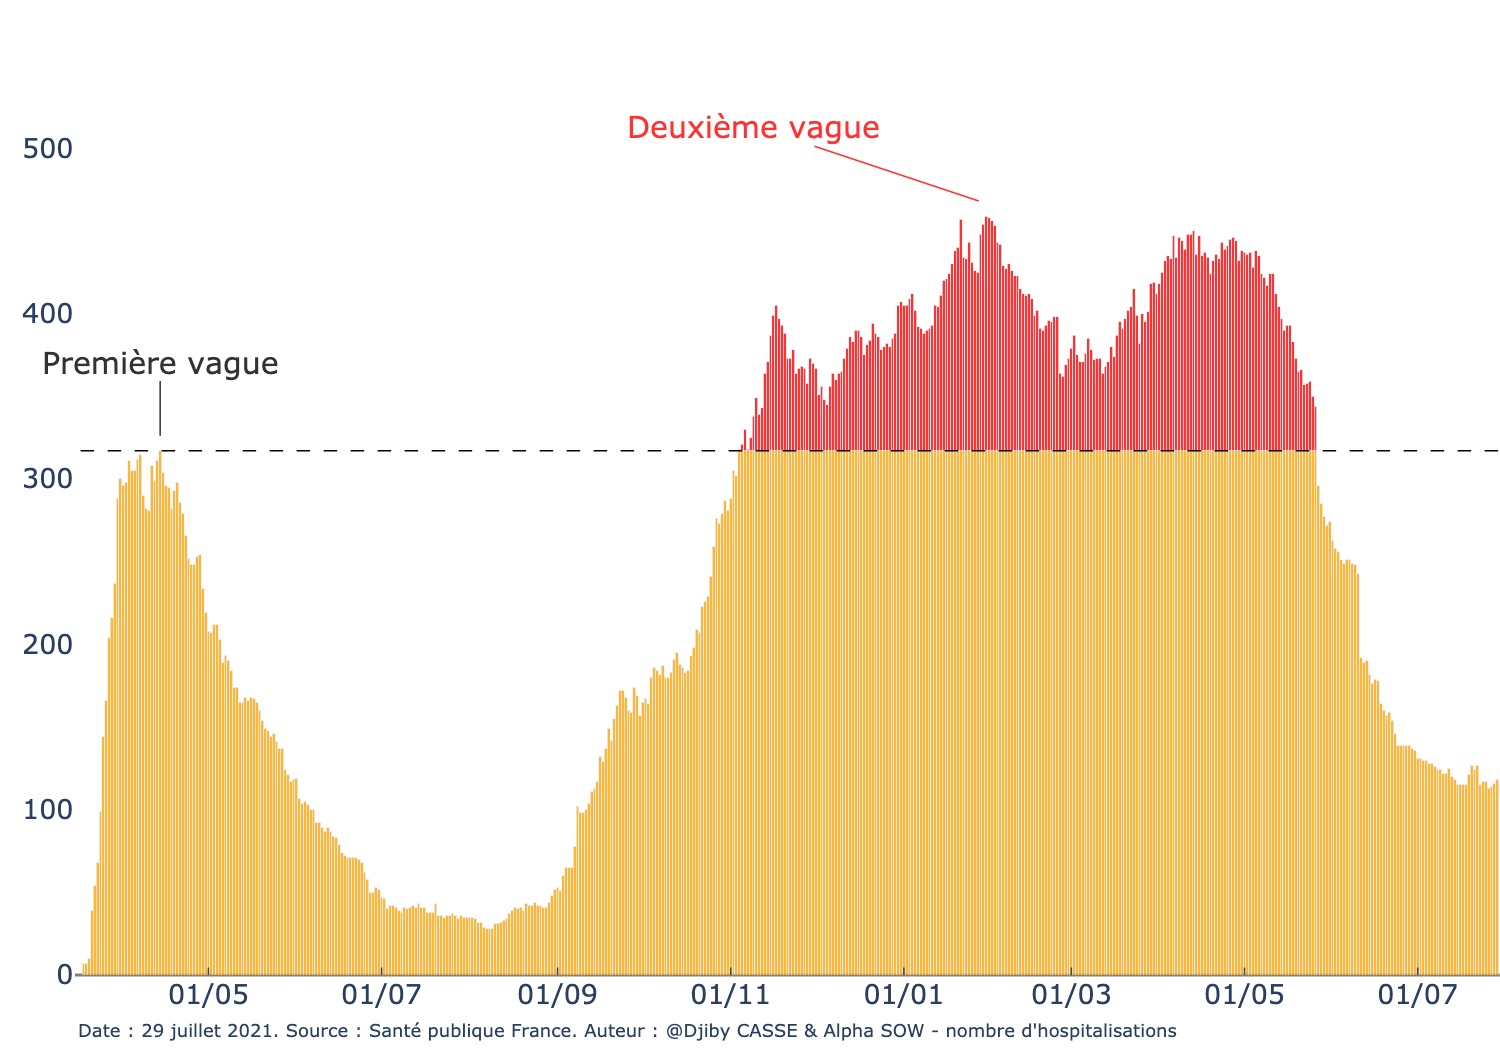 Deuxième vague
500
400
Première vague
300
200
100
0
01/05 01/07 01/09 01/11 01/01 01/03 01/05 01/07
Date : 29 juillet 2021. Source : Santé publique France. Auteur : @Djiby CASSE & Alpha SOW - nombre d'hospitalisations